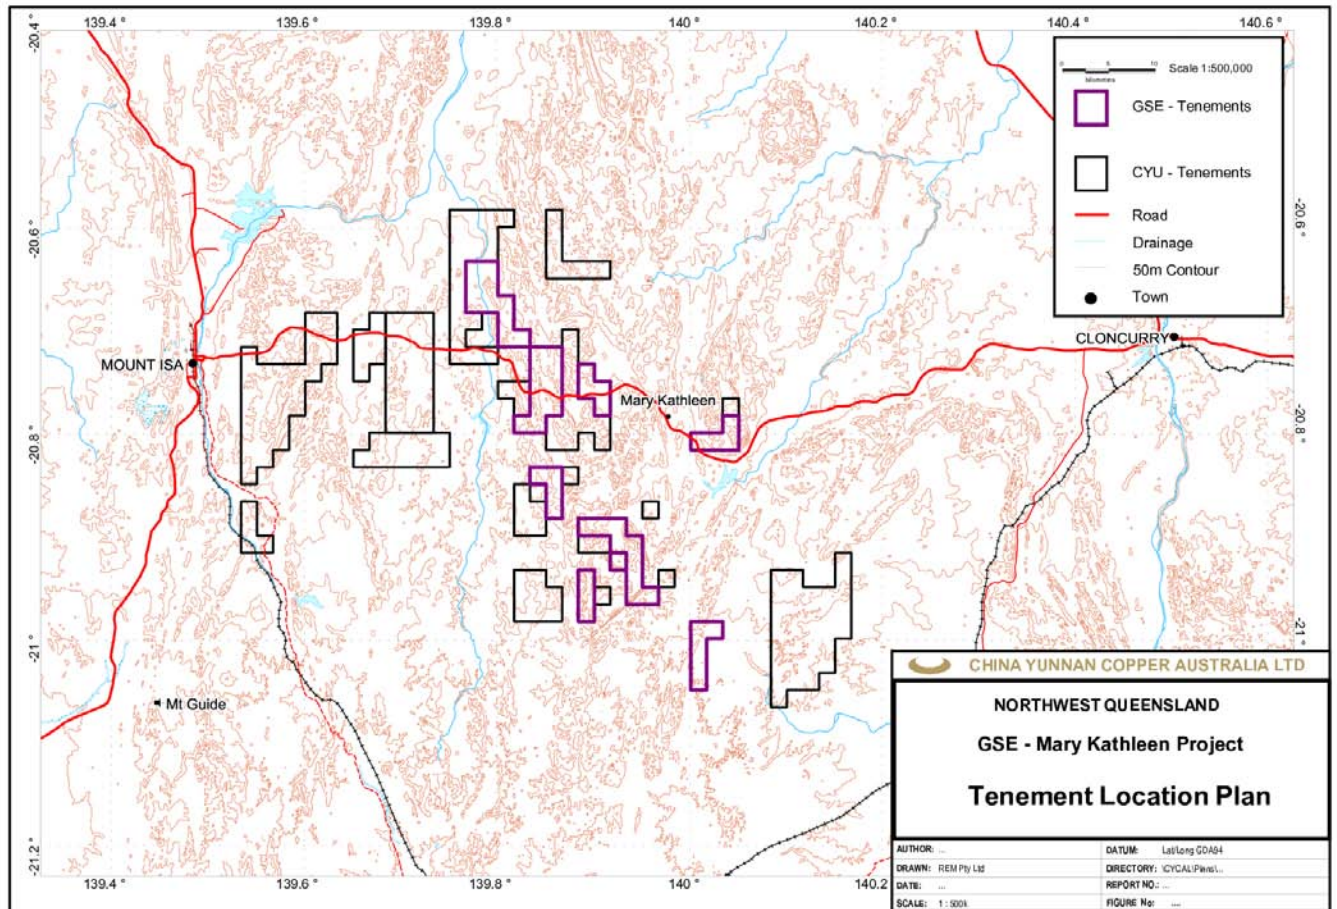 139.4 °
139.6 °
139.8 °
140 °
140.2 °
140.4 °
140.6 °
-20.4 °
-20.6 °
-20.8 °
-21 °
-21.2 °
-20.6 °
-20.8 °
-21 °
0 5 10 Scale 1:500,000
kilometers
GSE - Tenements
CYU - Tenements
Road
Drainage
50m Contour
Town
MOUNT ISA
Mary Kathleen
CLONCURRY
Mt Guide
139.4 °
139.6 °
139.8 °
140 °
140.2 °
CHINA YUNNAN COPPER AUSTRALIA LTD
NORTHWEST QUEENSLAND
GSE - Mary Kathleen Project
Tenement Location Plan
AUTHOR: ... DATUM: Lat/Long GDA94
DRAWN: REM Pty Ltd DIRECTORY: \CYCAL\Plans\...
DATE: ... REPORT NO.: ...
SCALE: 1 : 500k FIGURE No: ....